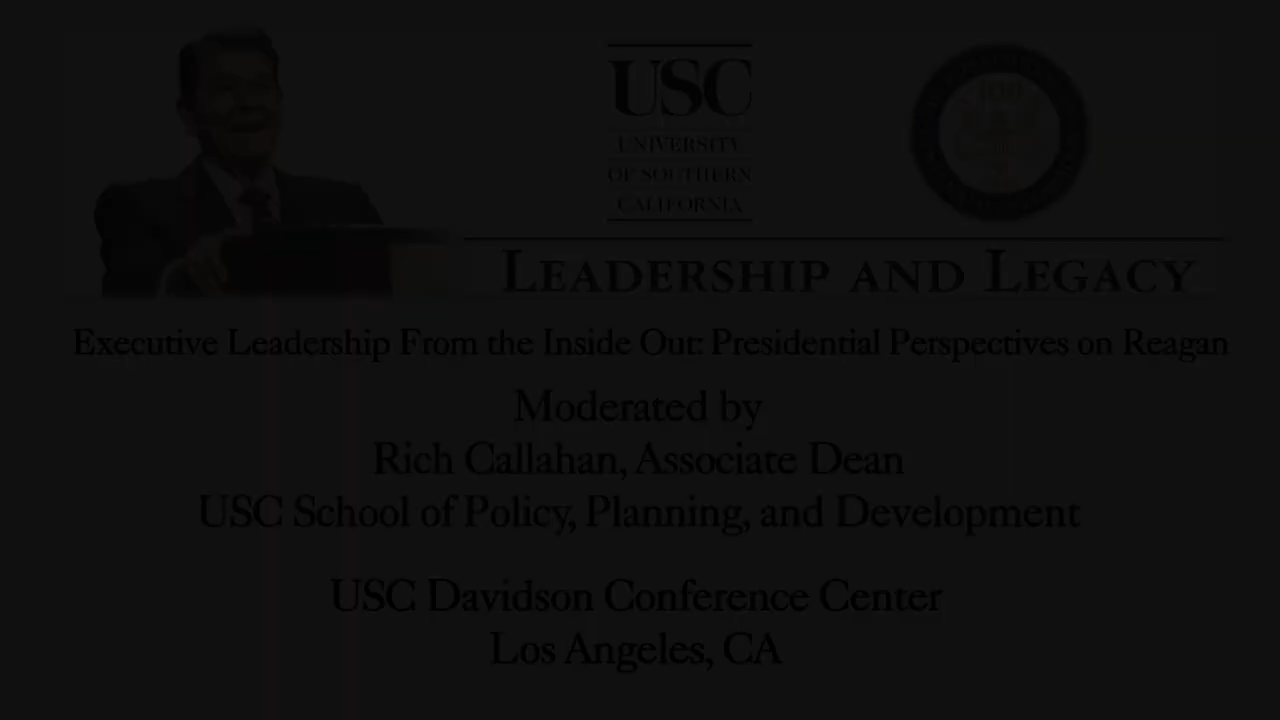 USC
UNIVERSITY
OF SOUTHERN
CALIFORNIA
LEADERSHIP AND LEGACY
Executive Leadership From the Inside Out: Presidential Perspectives on Reagan
Moderated by
Rich Callahan, Associate Dean
USC School of Policy, Planning, and Development
USC Davidson Conference Center
Los Angeles, CA